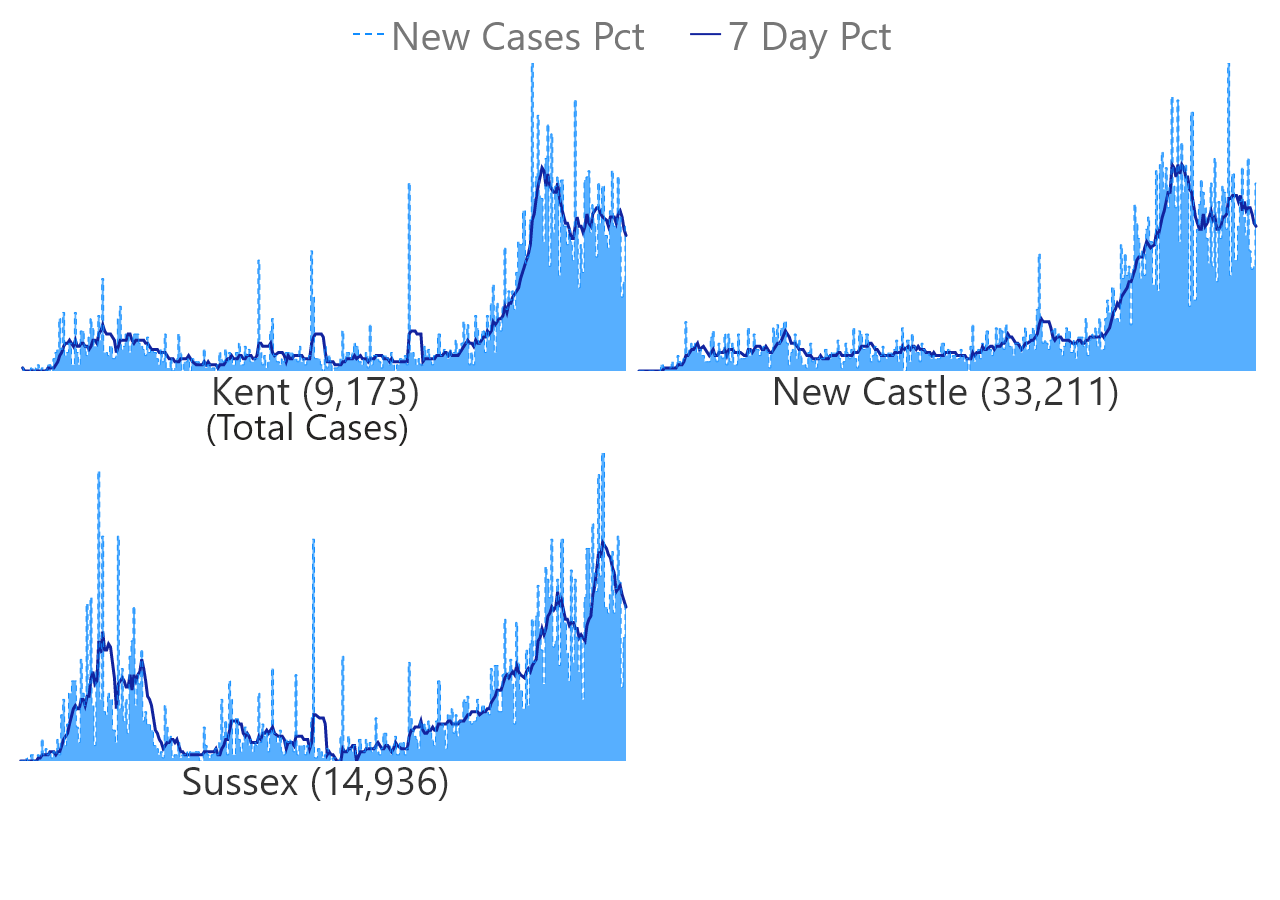 New Cases Pct 7 Day Pct
Kent (9,173)
(Total Cases)
New Castle (33,211)
Sussex (14,936)